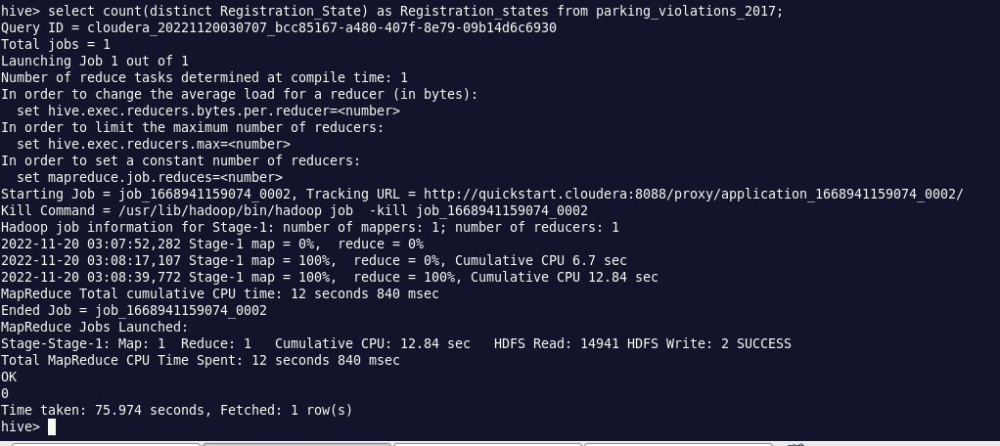 hive> select count(distinct Registration_State) as Registration_states from parking_violations_2017;
Query ID = cloudera_20221120030707_bcc85167-a480-407f-8e79-09b14d6c6930
Total jobs = 1
Launching Job 1 out of 1
Number of reduce tasks determined at compile time: 1
In order to change the average load for a reducer (in bytes):
  set hive.exec.reducers.bytes.per.reducer=<number>
In order to limit the maximum number of reducers:
  set hive.exec.reducers.max=<number>
In order to set a constant number of reducers:
  set mapreduce.job.reduces=<number>
Starting Job = job_1668941159074_0002, Tracking URL = http://quickstart.cloudera:8088/proxy/application_1668941159074_0002/
Kill Command = /usr/lib/hadoop/bin/hadoop job  -kill job_1668941159074_0002
Hadoop job information for Stage-1: number of mappers: 1; number of reducers: 1
2022-11-20 03:07:52,282 Stage-1 map = 0%,  reduce = 0%
2022-11-20 03:08:17,107 Stage-1 map = 100%,  reduce = 0%, Cumulative CPU 6.7 sec
2022-11-20 03:08:39,772 Stage-1 map = 100%,  reduce = 100%, Cumulative CPU 12.84 sec
MapReduce Total cumulative CPU time: 12 seconds 840 msec
Ended Job = job_1668941159074_0002
MapReduce Jobs Launched:
Stage-Stage-1: Map: 1  Reduce: 1   Cumulative CPU: 12.84 sec   HDFS Read: 14941 HDFS Write: 2 SUCCESS
Total MapReduce CPU Time Spent: 12 seconds 840 msec
OK
0
Time taken: 75.974 seconds, Fetched: 1 row(s)
hive>